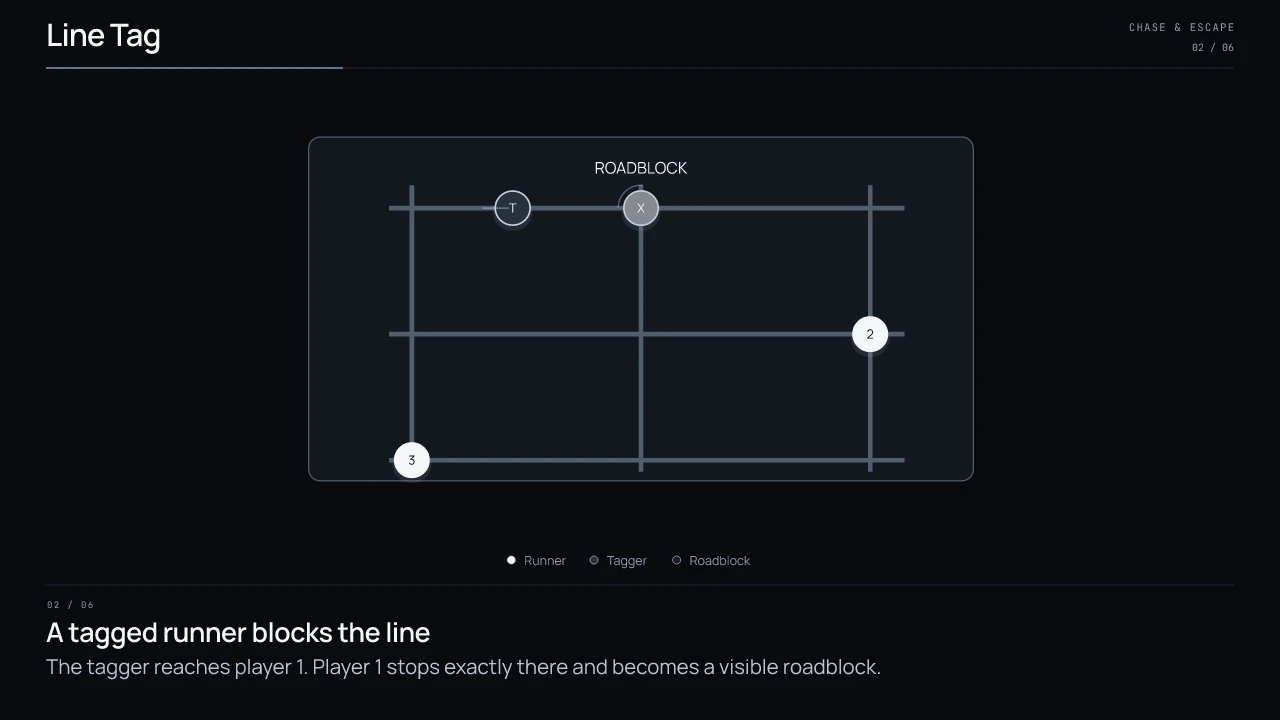 Line Tag
CHASE & ESCAPE
02 / 06
ROADBLOCK
T
X
2
3
Runner
Tagger
Roadblock
02 / 06
A tagged runner blocks the line
The tagger reaches player 1. Player 1 stops exactly there and becomes a visible roadblock.